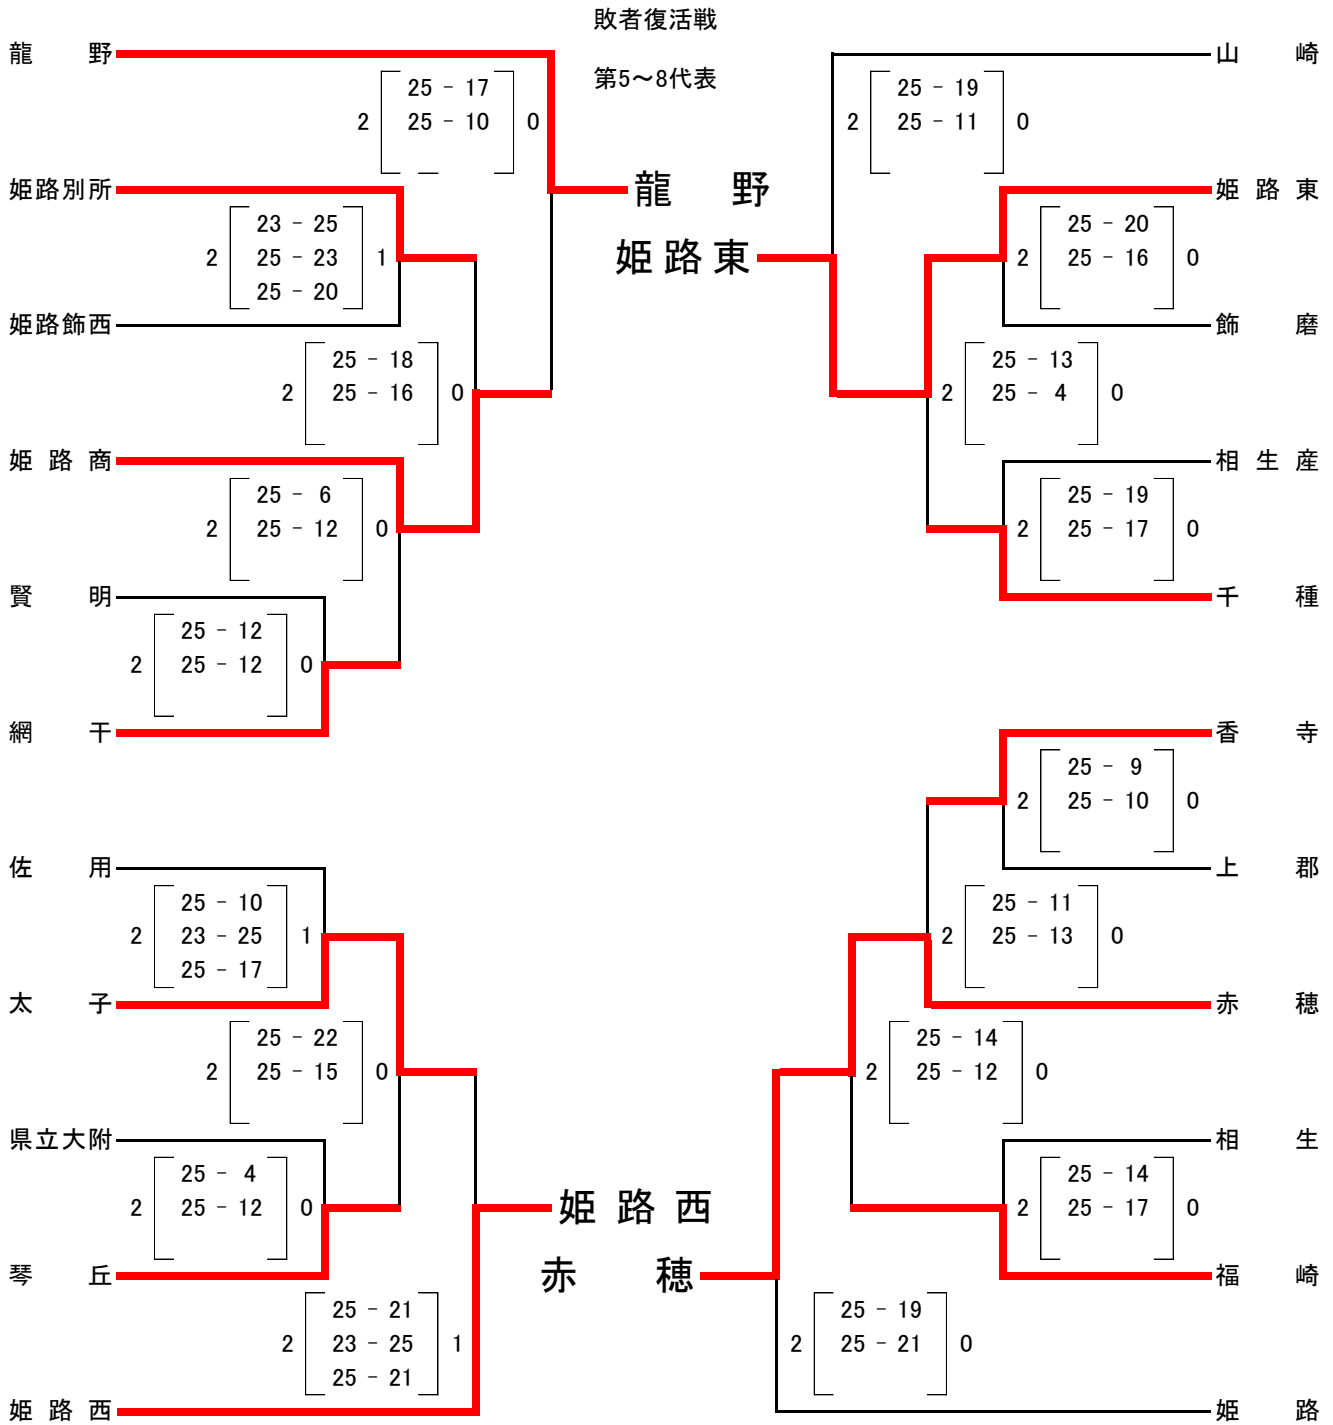 敗者復活戦
第5～8代表
龍野
25 - 17
2 25 - 10 0
-
姫路別所
23 - 25
2 25 - 23 1
25 - 20
姫路飾西
25 - 18
2 25 - 16 0
姫路商
25 - 6
2 25 - 12 0
賢明
25 - 12
2 25 - 12 0
網干
龍野
姫路東
山崎
25 - 19
2 25 - 11 0
姫路東
25 - 20
2 25 - 16 0
飾磨
25 - 13
2 25 - 4 0
相生産
25 - 19
2 25 - 17 0
千種
佐用
25 - 10
2 23 - 25 1
25 - 17
太子
25 - 22
2 25 - 15 0
県立大附
25 - 4
2 25 - 12 0
琴丘
25 - 21
2 23 - 25 1
25 - 21
姫路西
姫路西
赤穂
香寺
25 - 9
2 25 - 10 0
上郡
25 - 11
2 25 - 13 0
赤穂
25 - 14
2 25 - 12 0
相生
25 - 14
2 25 - 17 0
福崎
25 - 19
2 25 - 21 0
姫路